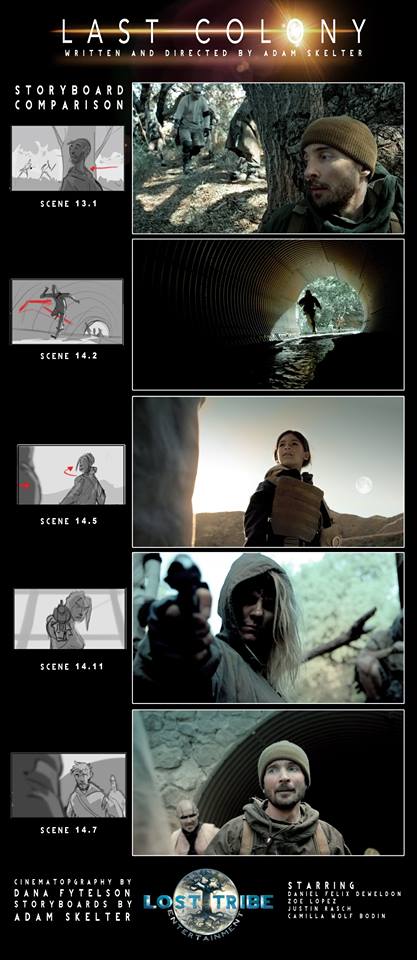 LAST COLONY
WRITTEN AND DIRECTED BY ADAM SKELTER
STORYBOARD
COMPARISON
SCENE 13.1
SCENE 14.2
SCENE 14.5
SCENE 14.11
SCENE 14.7
CINEMATOPGRAPHY BY
DANA FYTELSON
STORYBOARDS BY
ADAM SKELTER
LOST TRIBE
ENTERTAINMENT
STARRING
DANIEL FELIX DEWELDON
ZOE LOPEZ
JUSTIN RASCH
CAMILLA WOLF BODIN